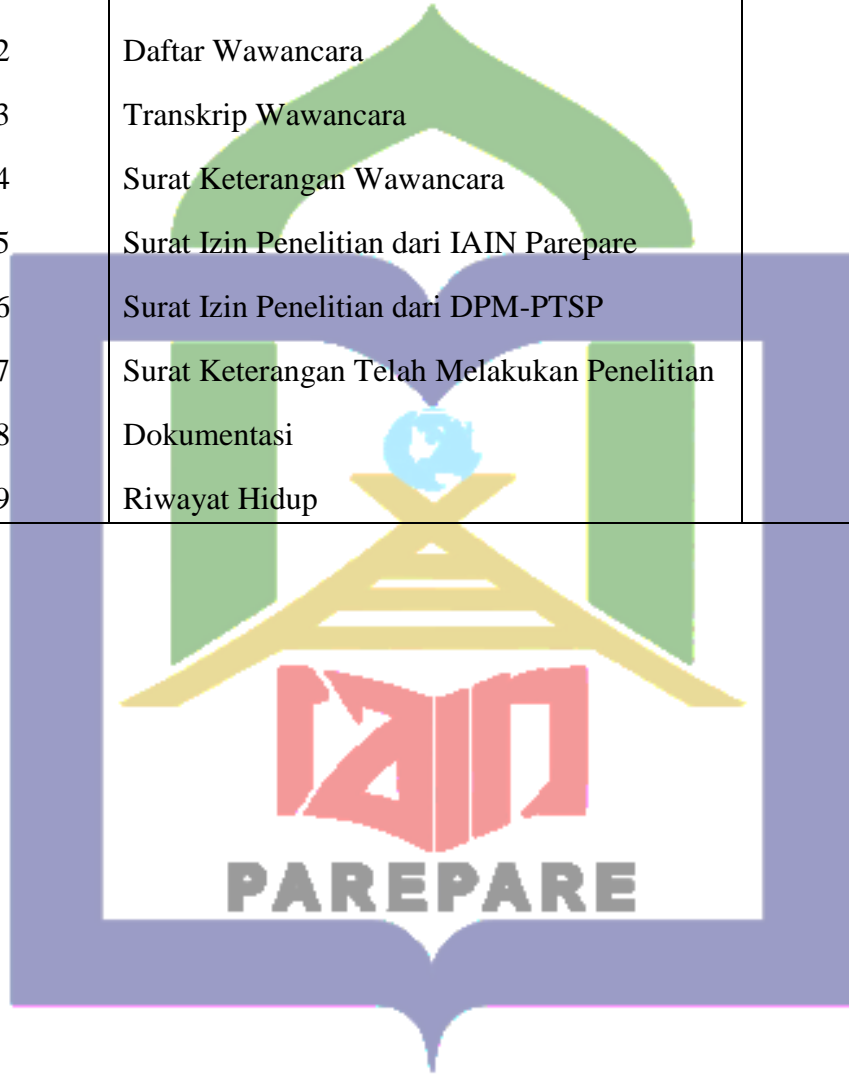 2 Daftar Wawancara
3 Transkrip Wawancara
4 Surat Keterangan Wawancara
5 Surat Izin Penelitian dari IAIN Parepare
6 Surat Izin Penelitian dari DPM-PTSP
7 Surat Keterangan Telah Melakukan Penelitian
8 Dokumentasi
9 Riwayat Hidup
iain
PAREPARE